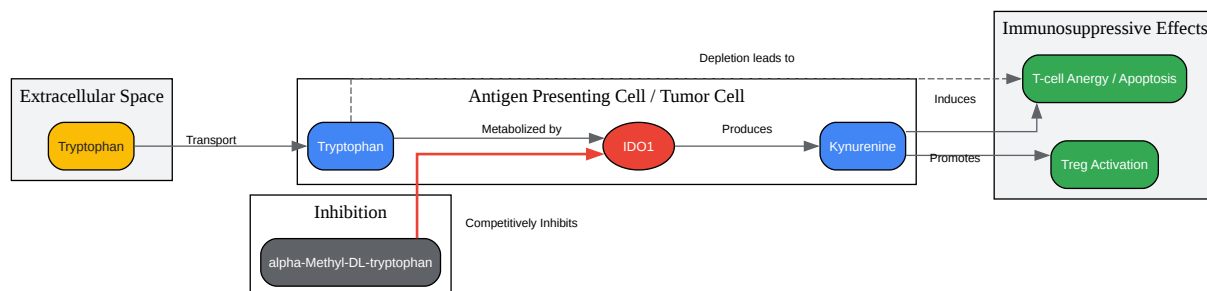 Immunosuppressive Effects
Depletion leads to
T-cell Anergy / Apoptosis
Extracellular Space
Antigen Presenting Cell / Tumor Cell
Induces
Tryptophan
Transport
Tryptophan
Metabolized by
IDO1
Produces
Kynurenine
Promotes
Treg Activation
Inhibition
Competitively Inhibits
alpha-Methyl-DL-tryptophan